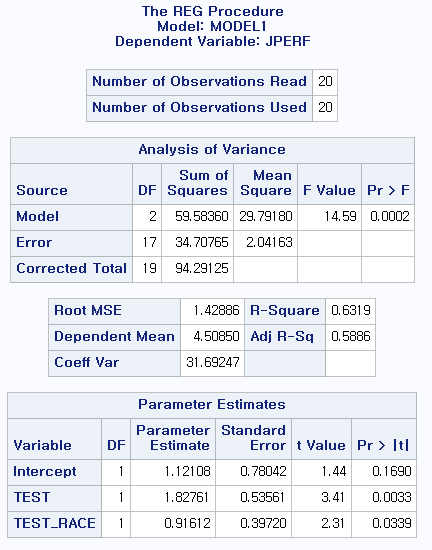 The REG Procedure
Model: MODEL1
Dependent Variable: JPERF
Number of Observations Read 20
Number of Observations Used 20
Analysis of Variance
Source DF Sum of Squares Mean Square F Value Pr > F
Model 2 59.58360 29.79180 14.59 0.0002
Error 17 34.70765 2.04163
Corrected Total 19 94.29125
Root MSE 1.42886 R-Square 0.6319
Dependent Mean 4.50850 Adj R-Sq 0.5886
Coeff Var 31.69247
Parameter Estimates
Variable DF Parameter Estimate Standard Error t Value Pr > |t|
Intercept 1 1.12108 0.78042 1.44 0.1690
TEST 1 1.82761 0.53561 3.41 0.0033
TEST_RACE 1 0.91612 0.39720 2.31 0.0339